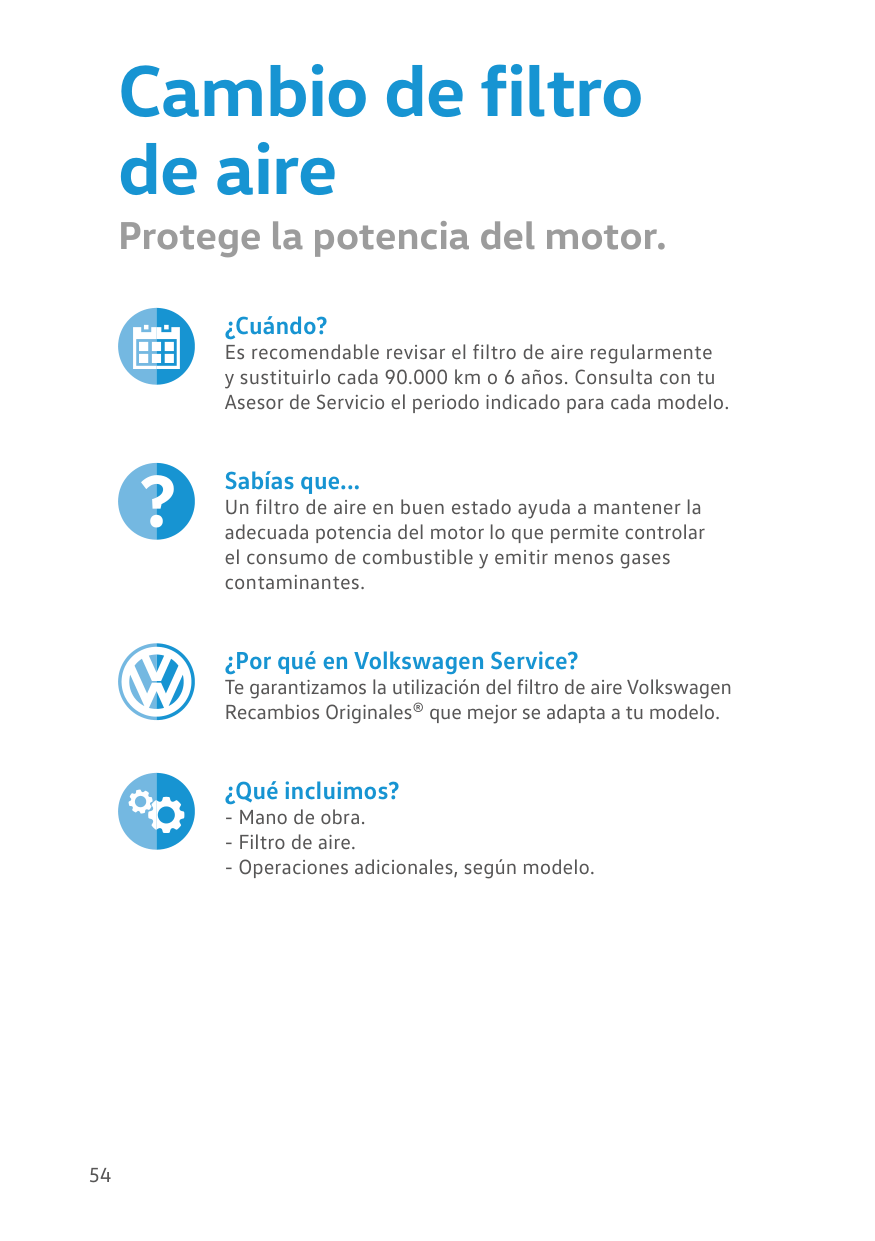 Cambio de filtro
de aire
Protege la potencia del motor.
¿Cuándo?
Es recomendable revisar el filtro de aire regularmente
y sustituirlo cada 90.000 km o 6 años. Consulta con tu
Asesor de Servicio el periodo indicado para cada modelo.
?
Sabías que...
Un filtro de aire en buen estado ayuda a mantener la
adecuada potencia del motor lo que permite controlar
el consumo de combustible y emitir menos gases
contaminantes.
¿Por qué en Volkswagen Service?
Te garantizamos la utilización del filtro de aire Volkswagen
Recambios Originales® que mejor se adapta a tu modelo.
¿Qué incluimos?
- Mano de obra.
- Filtro de aire.
- Operaciones adicionales, según modelo.
54